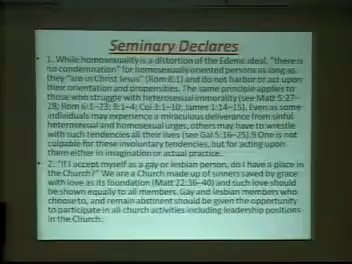 Seminary Declares
• 1. While homosexuality is a distortion of the Edenic ideal, "there is
no condemnation" for homosexually oriented persons as long as
they "are in Christ Jesus" (Rom 8:1) and do not harbor or act upon
their orientation and propensities. The same principle applies to
those who struggle with heterosexual immorality (see Matt 5:27–
28; Rom 6:1–23; 8:1–4; Col 3:1–10; James 1:14–15). Even as some
individuals may experience a miraculous deliverance from sinful
heterosexual and homosexual urges, others may have to wrestle
with such tendencies all their lives (see Gal 5:16–25).9 One is not
culpable for these involuntary tendencies, but for acting upon
them either in imagination or actual practice.
• 2. "If I accept myself as a gay or lesbian person, do I have a place in
the Church?" We are a Church made up of sinners saved by grace
with love as its foundation (Matt 22:36–40) and such love should
be shown equally to all members. Gay and lesbian members who
choose to, and remain abstinent should be given the opportunity
to participate in all church activities including leadership positions
in the Church.